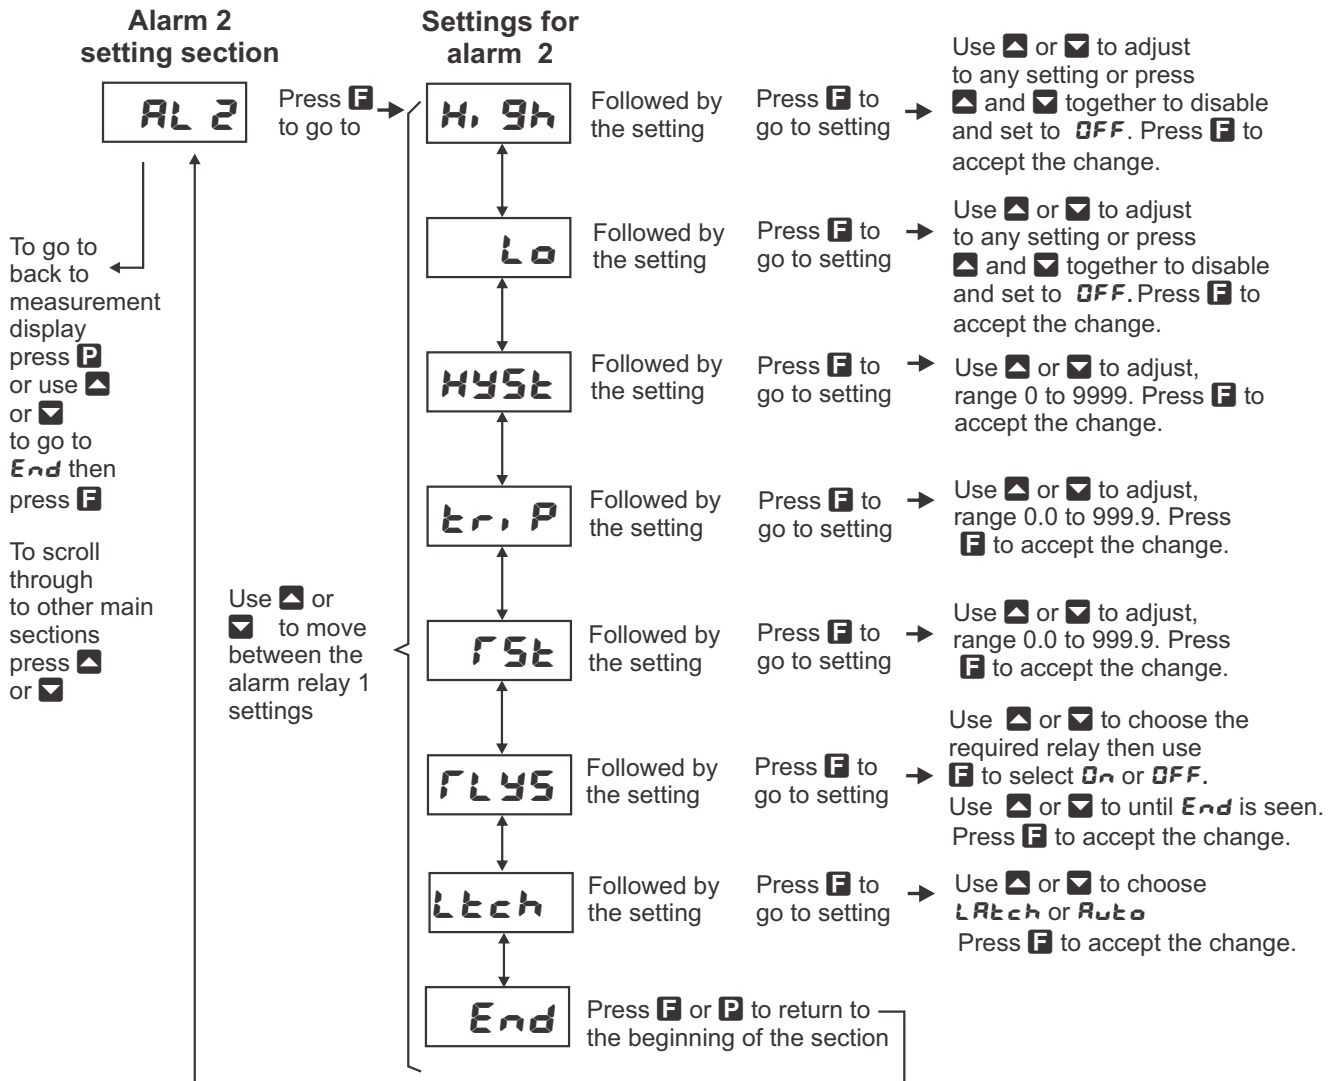 Alarm 2
setting section
Settings for
alarm 2
AL 2
Press F
to go to
To go to
back to
measurement
display
press P
or use ▲
or ▼
to go to
End then
press F
To scroll
through
to other main
sections
press ▲
or ▼
Use ▲ or
▼ to move
between the
alarm relay 1
settings
Hi gh
Followed by
the setting
Press F to
go to setting
Use ▲ or ▼ to adjust
to any setting or press
▲ and ▼ together to disable
and set to OFF. Press F to
accept the change.
Lo
Followed by
the setting
Press F to
go to setting
Use ▲ or ▼ to adjust
to any setting or press
▲ and ▼ together to disable
and set to OFF. Press F to
accept the change.
HYSt
Followed by
the setting
Press F to
go to setting
Use ▲ or ▼ to adjust,
range 0 to 9999. Press F to
accept the change.
tri P
Followed by
the setting
Press F to
go to setting
Use ▲ or ▼ to adjust,
range 0.0 to 999.9. Press
F to accept the change.
rSt
Followed by
the setting
Press F to
go to setting
Use ▲ or ▼ to adjust,
range 0.0 to 999.9. Press
F to accept the change.
rLYS
Followed by
the setting
Press F to
go to setting
Use ▲ or ▼ to choose the
required relay then use
F to select On or OFF.
Use ▲ or ▼ to until End is seen.
Press F to accept the change.
Ltch
Followed by
the setting
Press F to
go to setting
Use ▲ or ▼ to choose
LAtch or Auto
Press F to accept the change.
End
Press F or P to return to
the beginning of the section